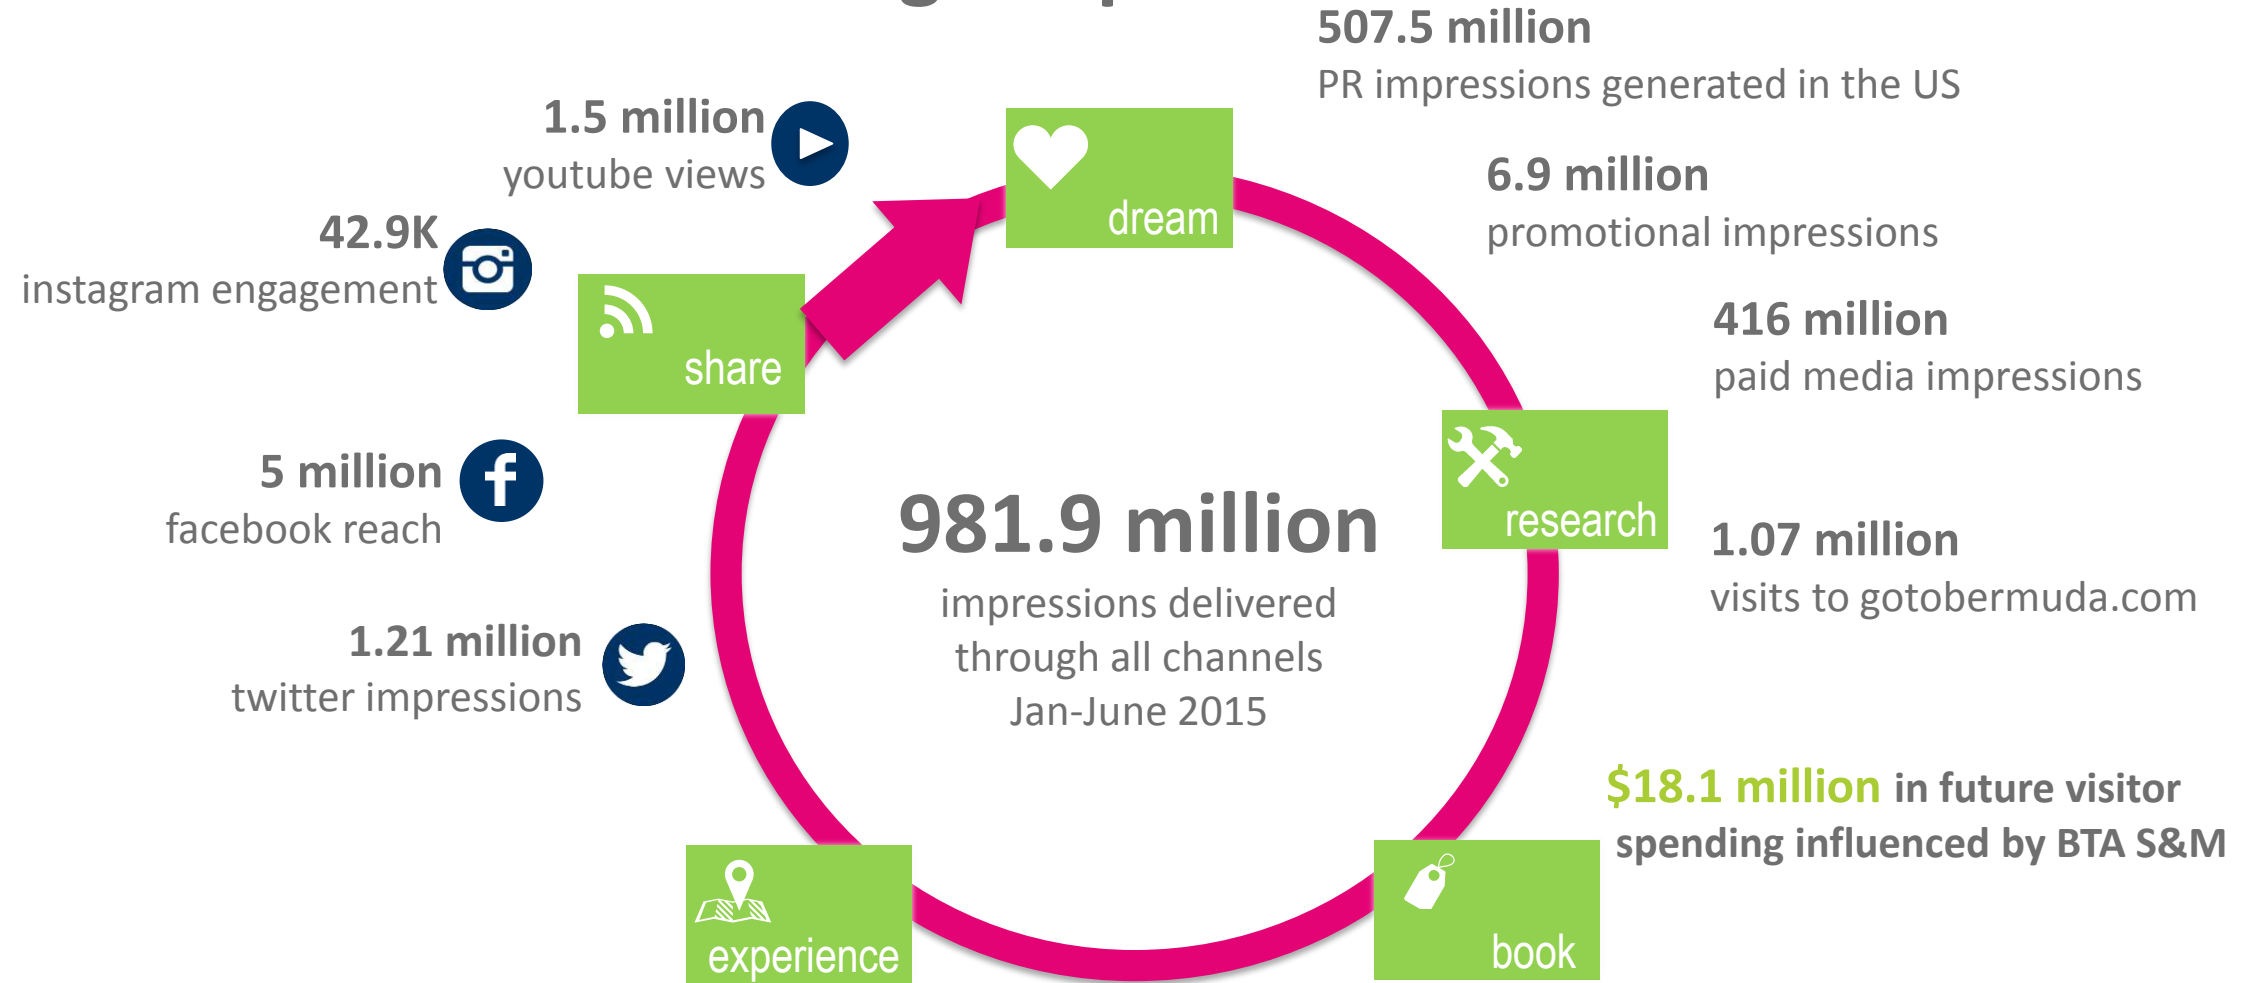 507.5 million
PR impressions generated in the US
1.5 million
youtube views
dream
6.9 million
promotional impressions
42.9K
instagram engagement
share
416 million
paid media impressions
5 million
facebook reach
research
981.9 million
impressions delivered
through all channels
Jan-June 2015
1.07 million
visits to gotobermuda.com
1.21 million
twitter impressions
$18.1 million in future visitor
spending influenced by BTA S&M
experience
book